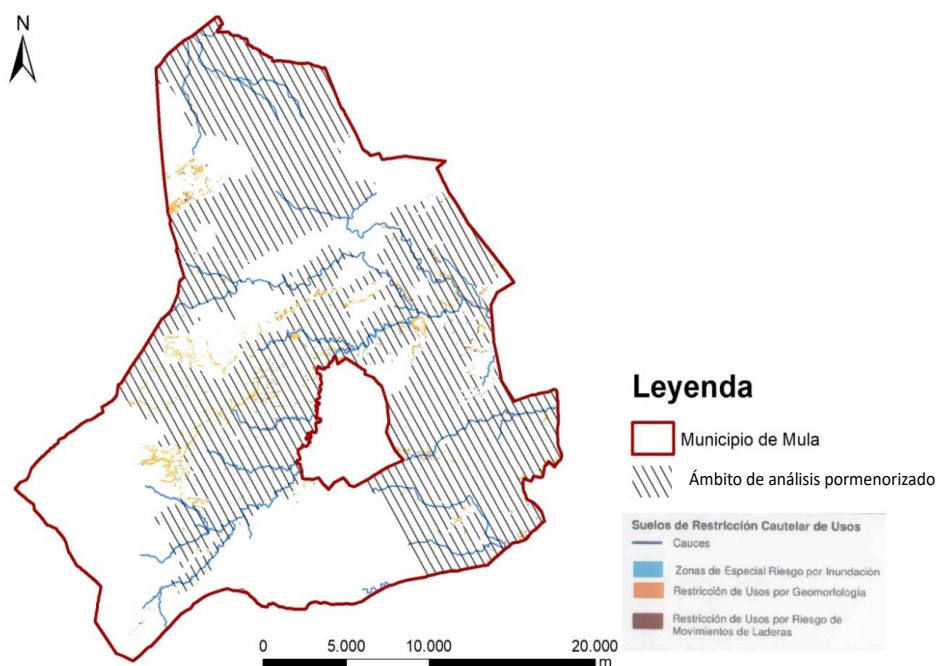 N
Leyenda
Municipio de Mula
Ámbito de análisis pormenorizado
Suelos de Restricción Cautelar de Usos
Cauces
Zonas de Especial Riesgo por Inundación
Restricción de Usos por Geomorfología
Restricción de Usos por Riesgo de
Movimientos de Laderas
0 5.000 10.000 20.000
m